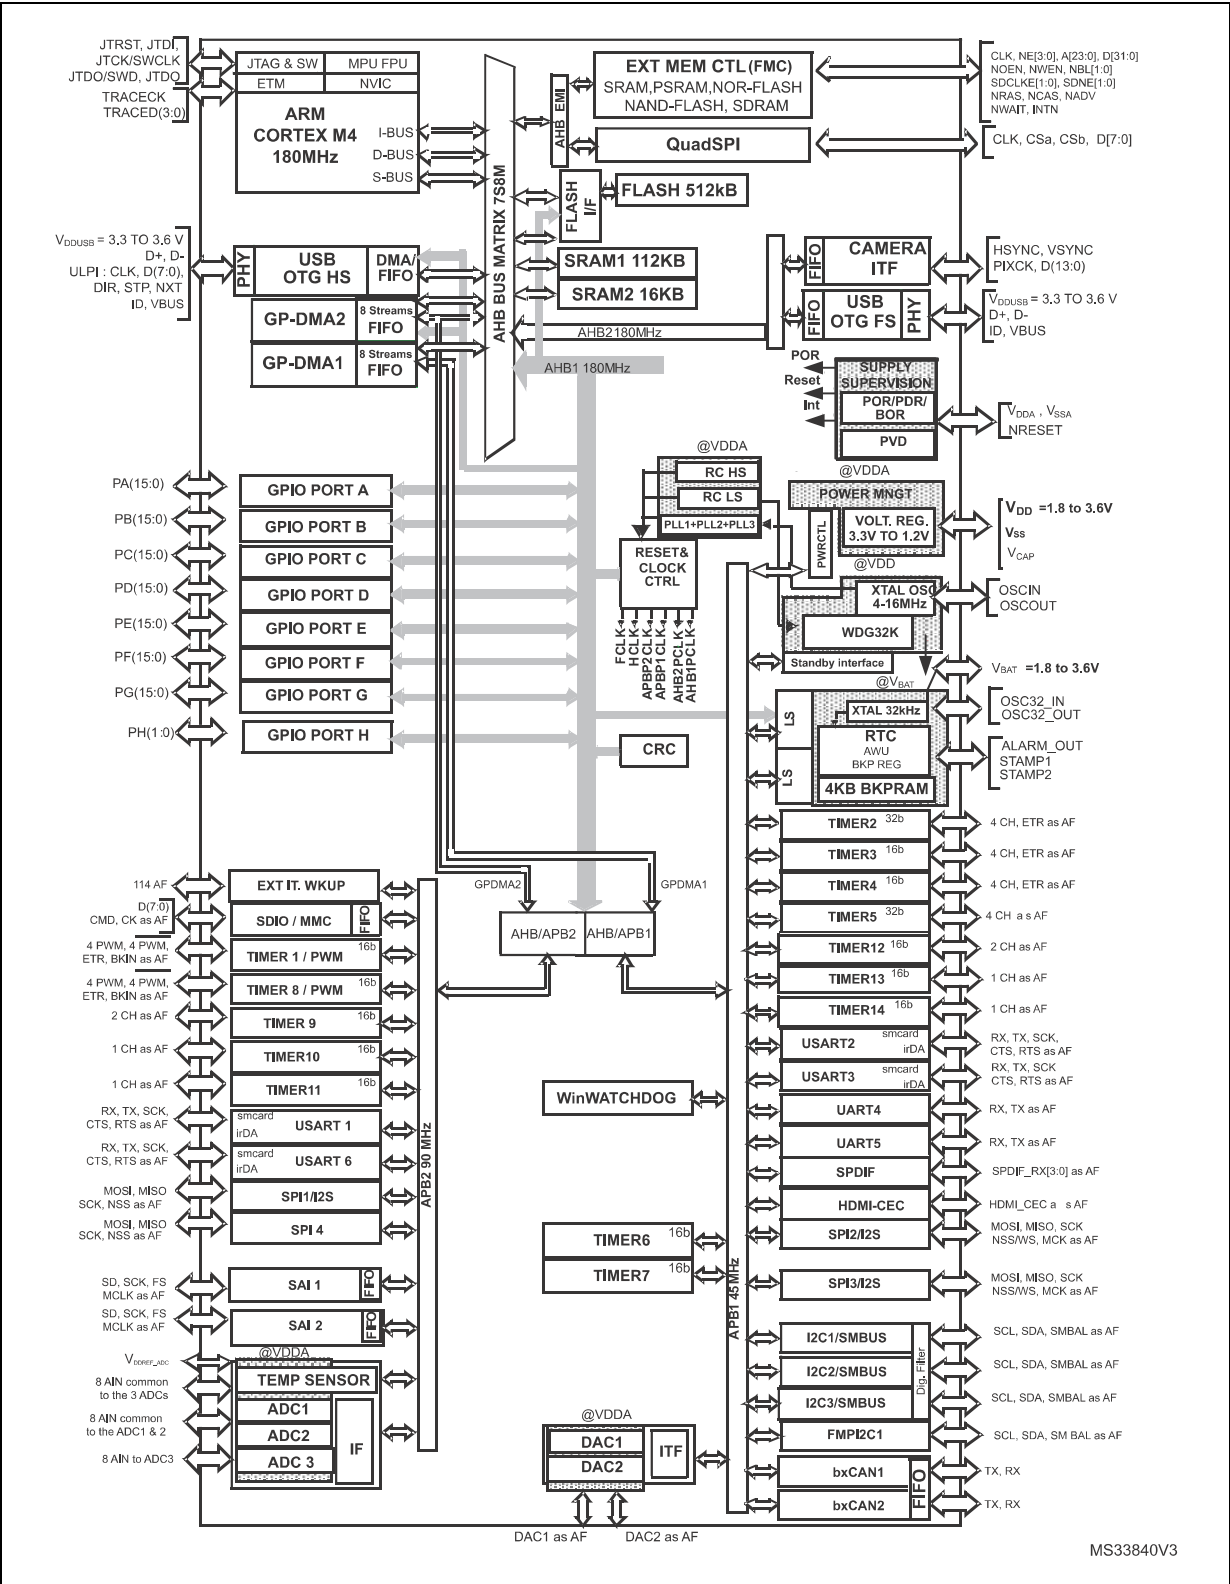 JTRST, JTDI,
JTCK/SWCLK
JTDO/SWD, JTDO
TRACECK
TRACED(3:0)
JTAG & SW
MPU FPU
ETM
NVIC
ARM
CORTEX M4
180MHz
I-BUS
D-BUS
S-BUS
AHB BUS MATRIX 7S8M
AHB EMI
EXT MEM CTL (FMC)
SRAM,PSRAM,NOR-FLASH
NAND-FLASH, SDRAM
QuadSPI
CLK, NE[3:0], A[23:0], D[31:0]
NOEN, NWEN, NBL[1:0]
SDCLKE[1:0], SDNE[1:0]
NRAS, NCAS, NADV
NWAIT, INTN
CLK, CSa, CSb, D[7:0]
FLASH
I/F
FLASH 512kB
SRAM1 112KB
SRAM2 16KB
VDDUSB = 3.3 TO 3.6 V
D+, D-
ULPI : CLK, D(7:0),
DIR, STP, NXT
ID, VBUS
PHY
USB
OTG HS
DMA/
FIFO
GP-DMA2
8 Streams
FIFO
GP-DMA1
8 Streams
FIFO
AHB2180MHz
AHB1 180MHz
FIFO
CAMERA
ITF
HSYNC, VSYNC
PIXCK, D(13:0)
FIFO
USB
OTG FS
PHY
VDDUSB = 3.3 TO 3.6 V
D+, D-
ID, VBUS
POR
Reset
Int
SUPPLY
SUPERVISION
POR/PDR/
BOR
PVD
VDDA , VSSA
NRESET
@VDDA
RC HS
RC LS
PLL1+PLL2+PLL3
RESET&
CLOCK
CTRL
FCLK
HCLK
APBP2CLK
APBP1CLK
AHB2PCLK
AHB1PCLK
@VDDA
POWER MNGT
VOLT. REG.
3.3V TO 1.2V
PWRCTL
VDD =1.8 to 3.6V
Vss
VCAP
@VDD
XTAL OSC
4-16MHz
OSCIN
OSCOUT
WDG32K
Standby interface
VBAT =1.8 to 3.6V
@VBAT
LS
LS
XTAL 32kHz
RTC
AWU
BKP REG
4KB BKPRAM
OSC32_IN
OSC32_OUT
ALARM_OUT
STAMP1
STAMP2
PA(15:0)
GPIO PORT A
PB(15:0)
GPIO PORT B
PC(15:0)
GPIO PORT C
PD(15:0)
GPIO PORT D
PE(15:0)
GPIO PORT E
PF(15:0)
GPIO PORT F
PG(15:0)
GPIO PORT G
PH(1:0)
GPIO PORT H
CRC
GPDMA2
GPDMA1
AHB/APB2
AHB/APB1
114 AF
EXT IT. WKUP
D(7:0)
CMD, CK as AF
SDIO / MMC
FIFO
4 PWM, 4 PWM,
ETR, BKIN as AF
TIMER 1 / PWM
16b
4 PWM, 4 PWM,
ETR, BKIN as AF
TIMER 8 / PWM
16b
2 CH as AF
TIMER 9
16b
1 CH as AF
TIMER10
16b
1 CH as AF
TIMER11
16b
RX, TX, SCK,
CTS, RTS as AF
smcard
irDA
USART 1
RX, TX, SCK,
CTS, RTS as AF
smcard
irDA
USART 6
MOSI, MISO
SCK, NSS as AF
SPI1/I2S
MOSI, MISO,
SCK, NSS as AF
SPI 4
SD, SCK, FS
MCLK as AF
SAI 1
FIFO
SD, SCK, FS
MCLK as AF
SAI 2
FIFO
APB2 90 MHz
VDDREF_ADC
@VDDA
TEMP SENSOR
8 AIN common
to the 3 ADCs
8 AIN common
to the ADC1 & 2
8 AIN to ADC3
ADC1
ADC2
ADC 3
IF
WinWATCHDOG
TIMER6
16b
TIMER7
16b
@VDDA
DAC1
DAC2
ITF
DAC1 as AF
DAC2 as AF
APB1 45MHz
TIMER2 32b
4 CH, ETR as AF
TIMER3 16b
4 CH, ETR as AF
TIMER4 16b
4 CH, ETR as AF
TIMER5 32b
4 CH a s AF
TIMER12 16b
2 CH as AF
TIMER13 16b
1 CH as AF
TIMER14 16b
1 CH as AF
USART2
smcard
irDA
RX, TX, SCK,
CTS, RTS as AF
USART3
smcard
irDA
RX, TX, SCK
CTS, RTS as AF
UART4
RX, TX as AF
UART5
RX, TX as AF
SPDIF
SPDIF_RX[3:0] as AF
HDMI-CEC
HDMI_CEC a s AF
SPI2/I2S
MOSI, MISO, SCK
NSS/WS, MCK as AF
SPI3/I2S
MOSI, MISO, SCK
NSS/WS, MCK as AF
I2C1/SMBUS
SCL, SDA, SMBAL as AF
I2C2/SMBUS
SCL, SDA, SMBAL as AF
I2C3/SMBUS
SCL, SDA, SMBAL as AF
Dig. Filter
FMPI2C1
SCL, SDA, SM BAL as AF
bxCAN1
TX, RX
bxCAN2
TX, RX
FIFO
MS33840V3